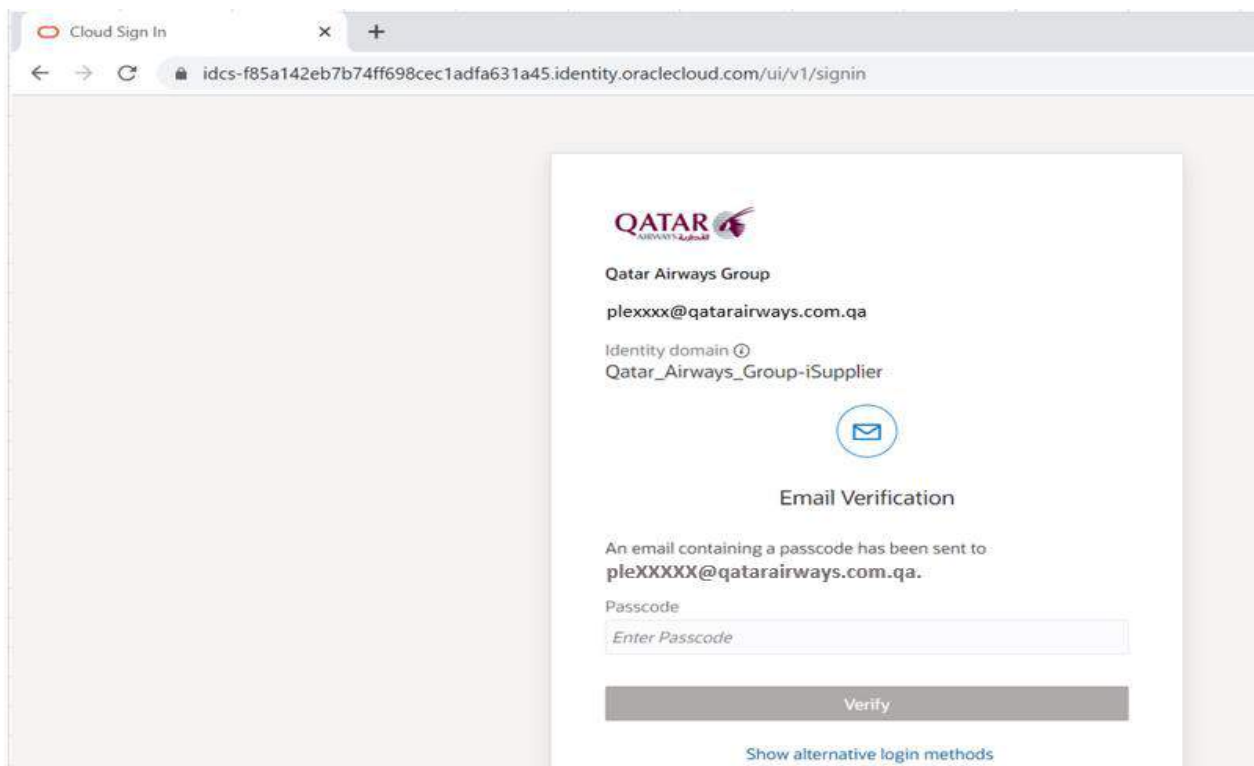 Cloud Sign In
idcs-f85a142eb7b74ff698cec1adfa631a45.identity.oraclecloud.com/ui/v1/signin
QATAR
AIRWAYS القطرية
Qatar Airways Group
plexxxx@qatarairways.com.qa
Identity domain
Qatar_Airways_Group-iSupplier
Email Verification
An email containing a passcode has been sent to
pleXXXXX@qatarairways.com.qa.
Passcode
Enter Passcode
Verify
Show alternative login methods